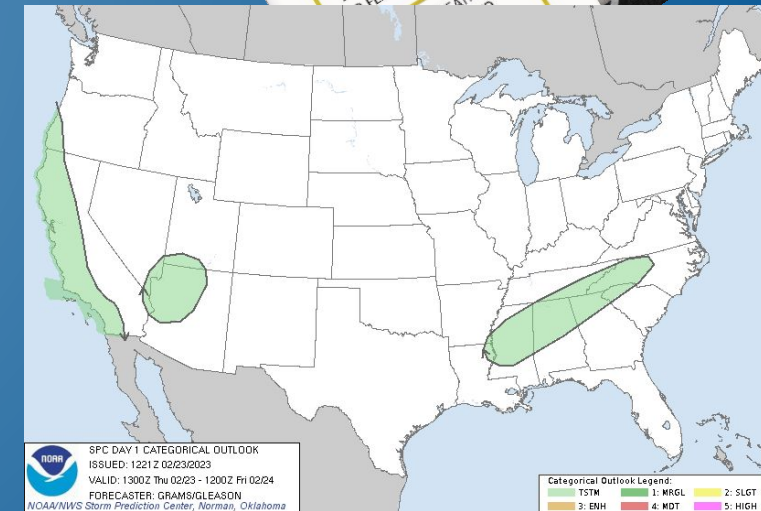 SPC DAY 1 CATEGORICAL OUTLOOK
ISSUED: 1221Z 02/23/2023
VALID: 1300Z Thu 02/23 - 1200Z Fri 02/24
FORECASTER: GRAMS/GLEASON
NOAA/NWS Storm Prediction Center, Norman, Oklahoma
NOAA
Categorical Outlook Legend:
TSTM 1: MRGL 2: SLGT
3: ENH 4: MDT 5: HIGH